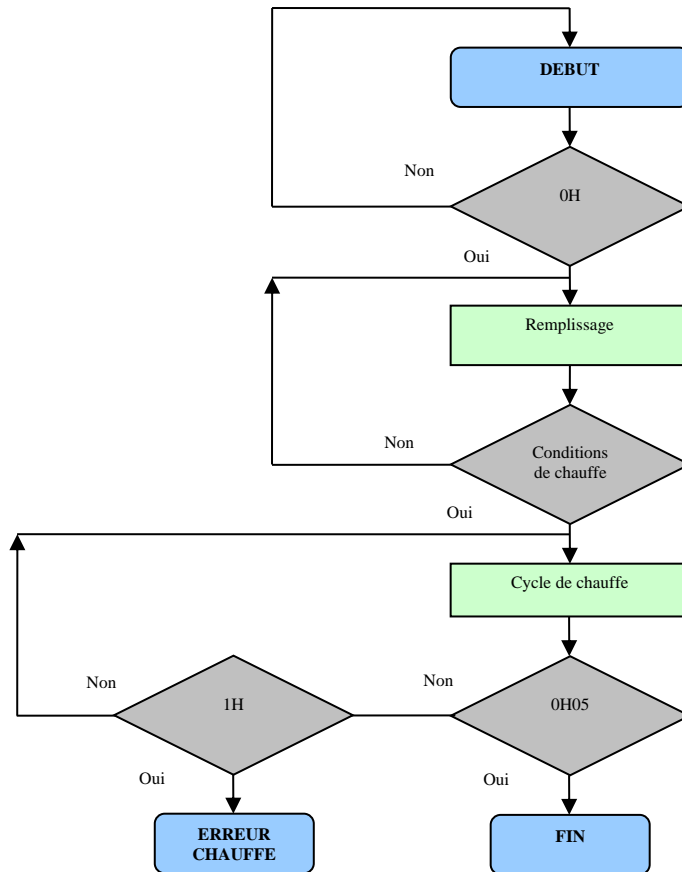 DEBUT
Non
0H
Oui
Remplissage
Non
Conditions
de chauffe
Oui
Cycle de chauffe
Non
1H
Non
0H05
Oui
Oui
ERREUR
CHAUFFE
FIN